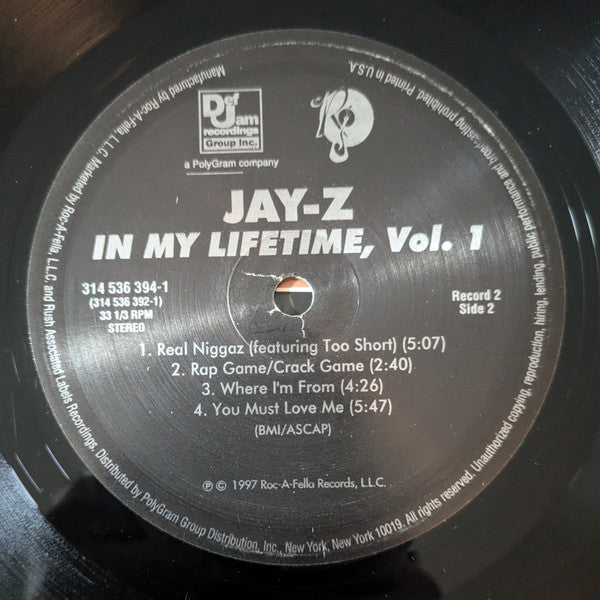 Def
Jam
recordings
Group Inc.
a PolyGram company
JAY-Z
IN MY LIFETIME, Vol. 1
314 536 394-1
(314 536 392-1)
33 1/3 RPM
STEREO
Record 2
Side 2
1. Real Niggaz (featuring Too Short) (5:07)
2. Rap Game/Crack Game (2:40)
3. Where I'm From (4:26)
4. You Must Love Me (5:47)
(BMI/ASCAP)
℗ © 1997 Roc-A-Fella Records, L.L.C.
Manufactured by Roc-A-Fella, L.L.C. Marketed by Roc-A-Fella, L.L.C. and Rush Associated Labels Recordings. Distributed by PolyGram Group Distribution, Inc., New York, New York 10019. All rights reserved. Unauthorized copying, reproduction, hiring, lending, public performance and broadcasting prohibited. Printed in U.S.A.